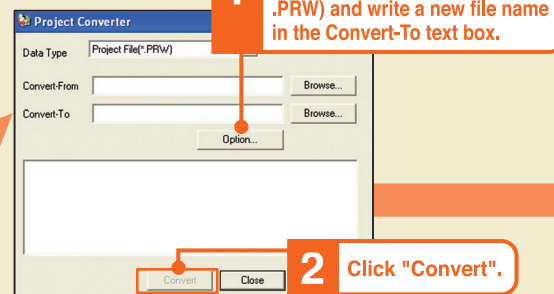 .PRW) and write a new file name
in the Convert-To text box.
Project Converter
Data Type Project File(*.PRW)
Convert-From Browse...
Convert-To Browse...
Option...
Convert Close
2 Click "Convert".